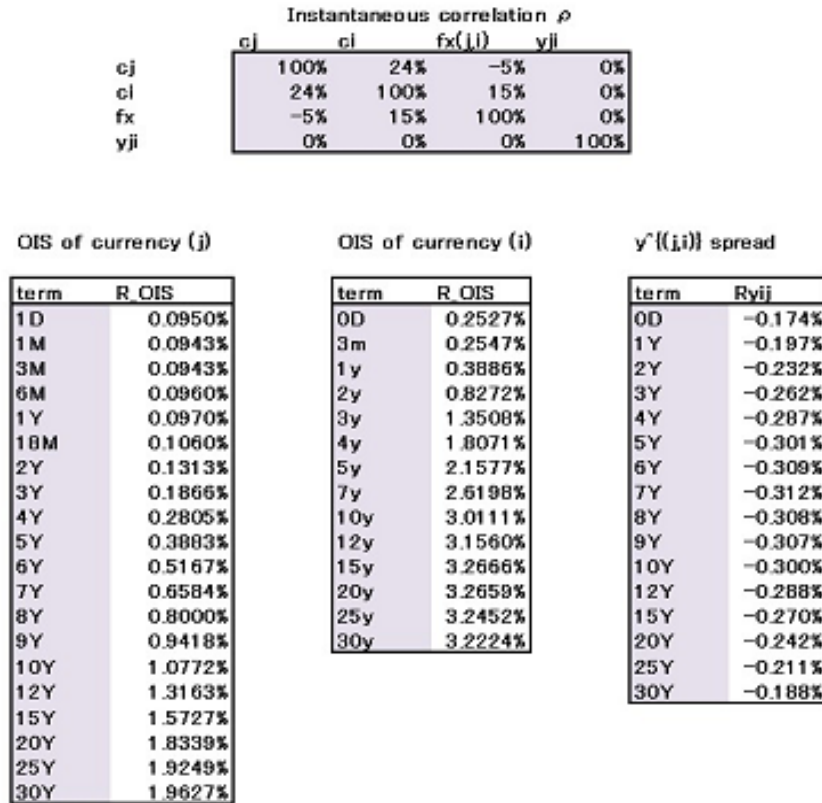 Instantaneous correlation ρ
cj ci fx(j,i) yji
cj 100% 24% -5% 0%
ci 24% 100% 15% 0%
fx -5% 15% 100% 0%
yji 0% 0% 0% 100%
OIS of currency (j)
term R_OIS
1D 0.0950%
1M 0.0943%
3M 0.0943%
6M 0.0960%
1Y 0.0970%
18M 0.1060%
2Y 0.1313%
3Y 0.1866%
4Y 0.2805%
5Y 0.3883%
6Y 0.5167%
7Y 0.6584%
8Y 0.8000%
9Y 0.9418%
10Y 1.0772%
12Y 1.3163%
15Y 1.5727%
20Y 1.8339%
25Y 1.9249%
30Y 1.9627%
OIS of currency (i)
term R_OIS
0D 0.2527%
3m 0.2547%
1y 0.3886%
2y 0.8272%
3y 1.3508%
4y 1.8071%
5y 2.1577%
7y 2.6198%
10y 3.0111%
12y 3.1560%
15y 3.2666%
20y 3.2659%
25y 3.2452%
30y 3.2224%
y^{(j,i)} spread
term Ryij
0D -0.174%
1Y -0.197%
2Y -0.232%
3Y -0.262%
4Y -0.287%
5Y -0.301%
6Y -0.309%
7Y -0.312%
8Y -0.308%
9Y -0.307%
10Y -0.300%
12Y -0.288%
15Y -0.270%
20Y -0.242%
25Y -0.211%
30Y -0.188%